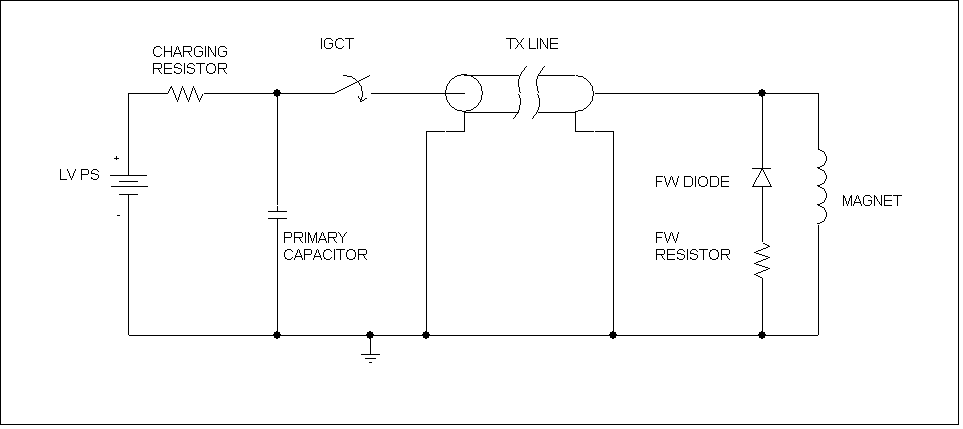 CHARGING
RESISTOR
IGCT
TX LINE
+
LV PS
-
PRIMARY
CAPACITOR
FW DIODE
FW
RESISTOR
MAGNET